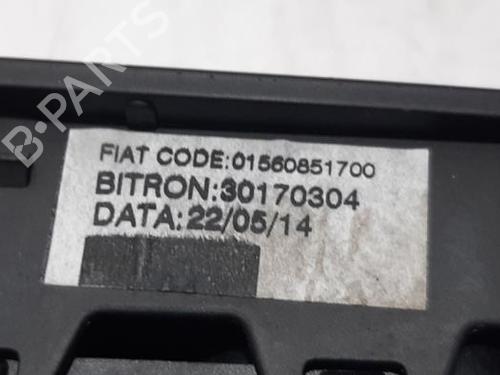 B-PARTS
FIAT CODE:01560851700
BITRON:30170304
DATA:22/05/14